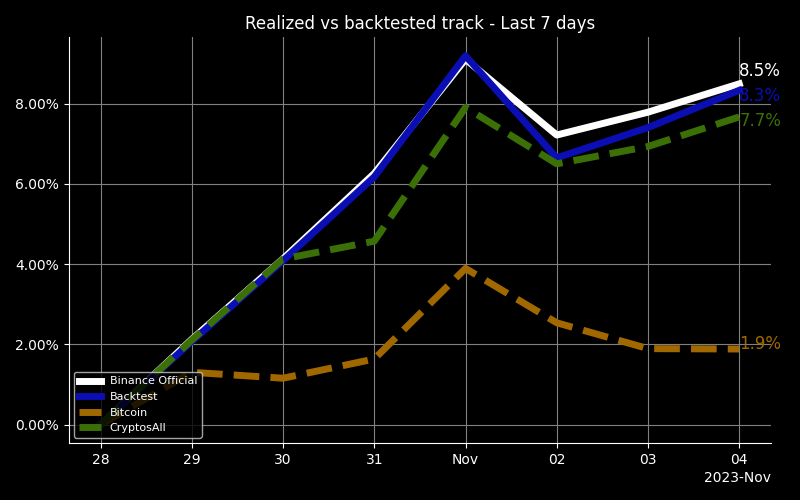 Realized vs backtested track - Last 7 days
8.5%
8.3%
7.7%
1.9%
8.00%
6.00%
4.00%
2.00%
0.00%
Binance Official
Backtest
Bitcoin
CryptosAll
28 29 30 31 Nov 02 03 04
2023-Nov